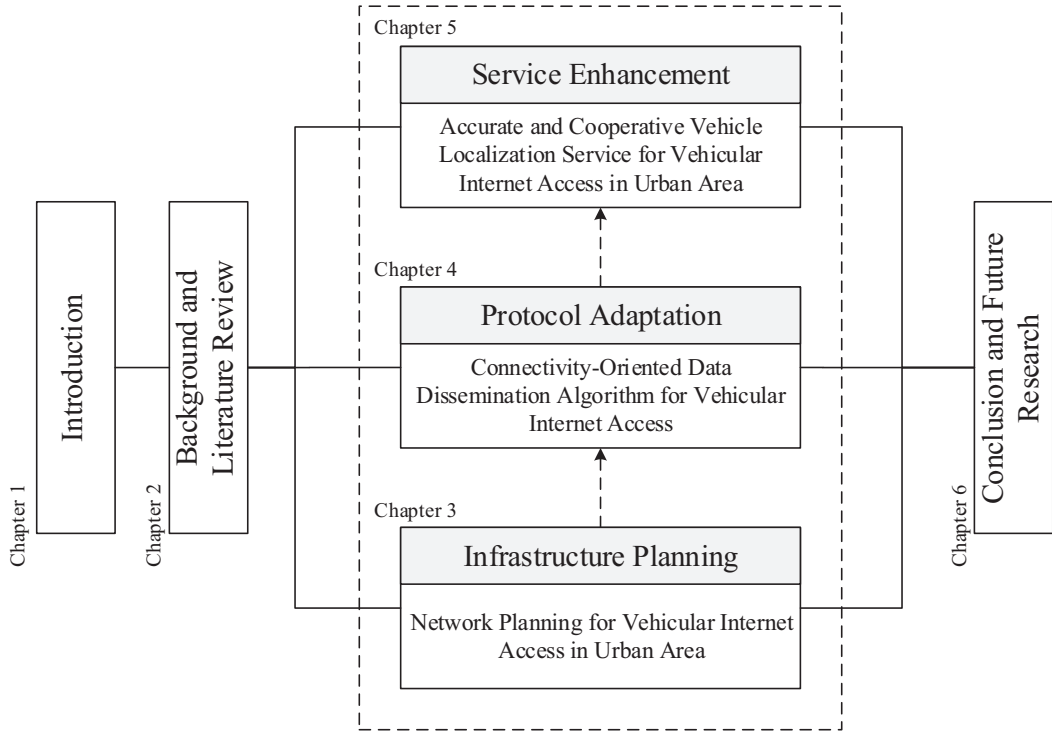 Chapter 1
Introduction
Chapter 2
Background and
Literature Review
Chapter 5
Service Enhancement
Accurate and Cooperative Vehicle
Localization Service for Vehicular
Internet Access in Urban Area
Chapter 4
Protocol Adaptation
Connectivity-Oriented Data
Dissemination Algorithm for Vehicular
Internet Access
Chapter 3
Infrastructure Planning
Network Planning for Vehicular Internet
Access in Urban Area
Chapter 6
Conclusion and Future
Research